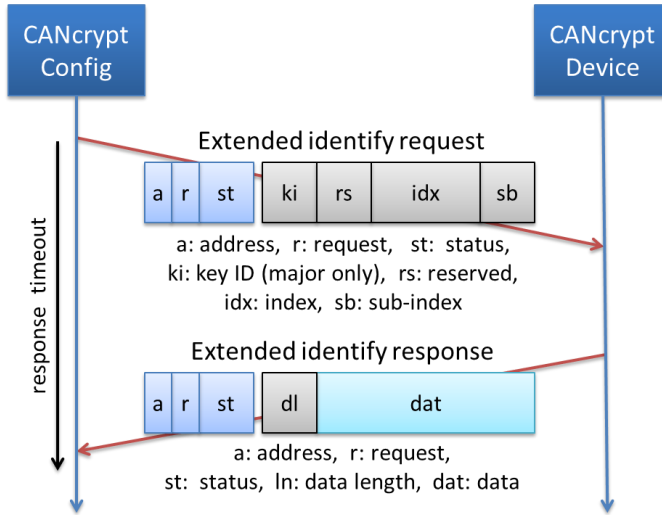 CANcrypt
Config
CANcrypt
Device
Extended identify request
a r st ki rs idx sb
a: address, r: request, st: status,
ki: key ID (major only), rs: reserved,
idx: index, sb: sub-index
response timeout
Extended identify response
a r st dl dat
a: address, r: request,
st: status, ln: data length, dat: data